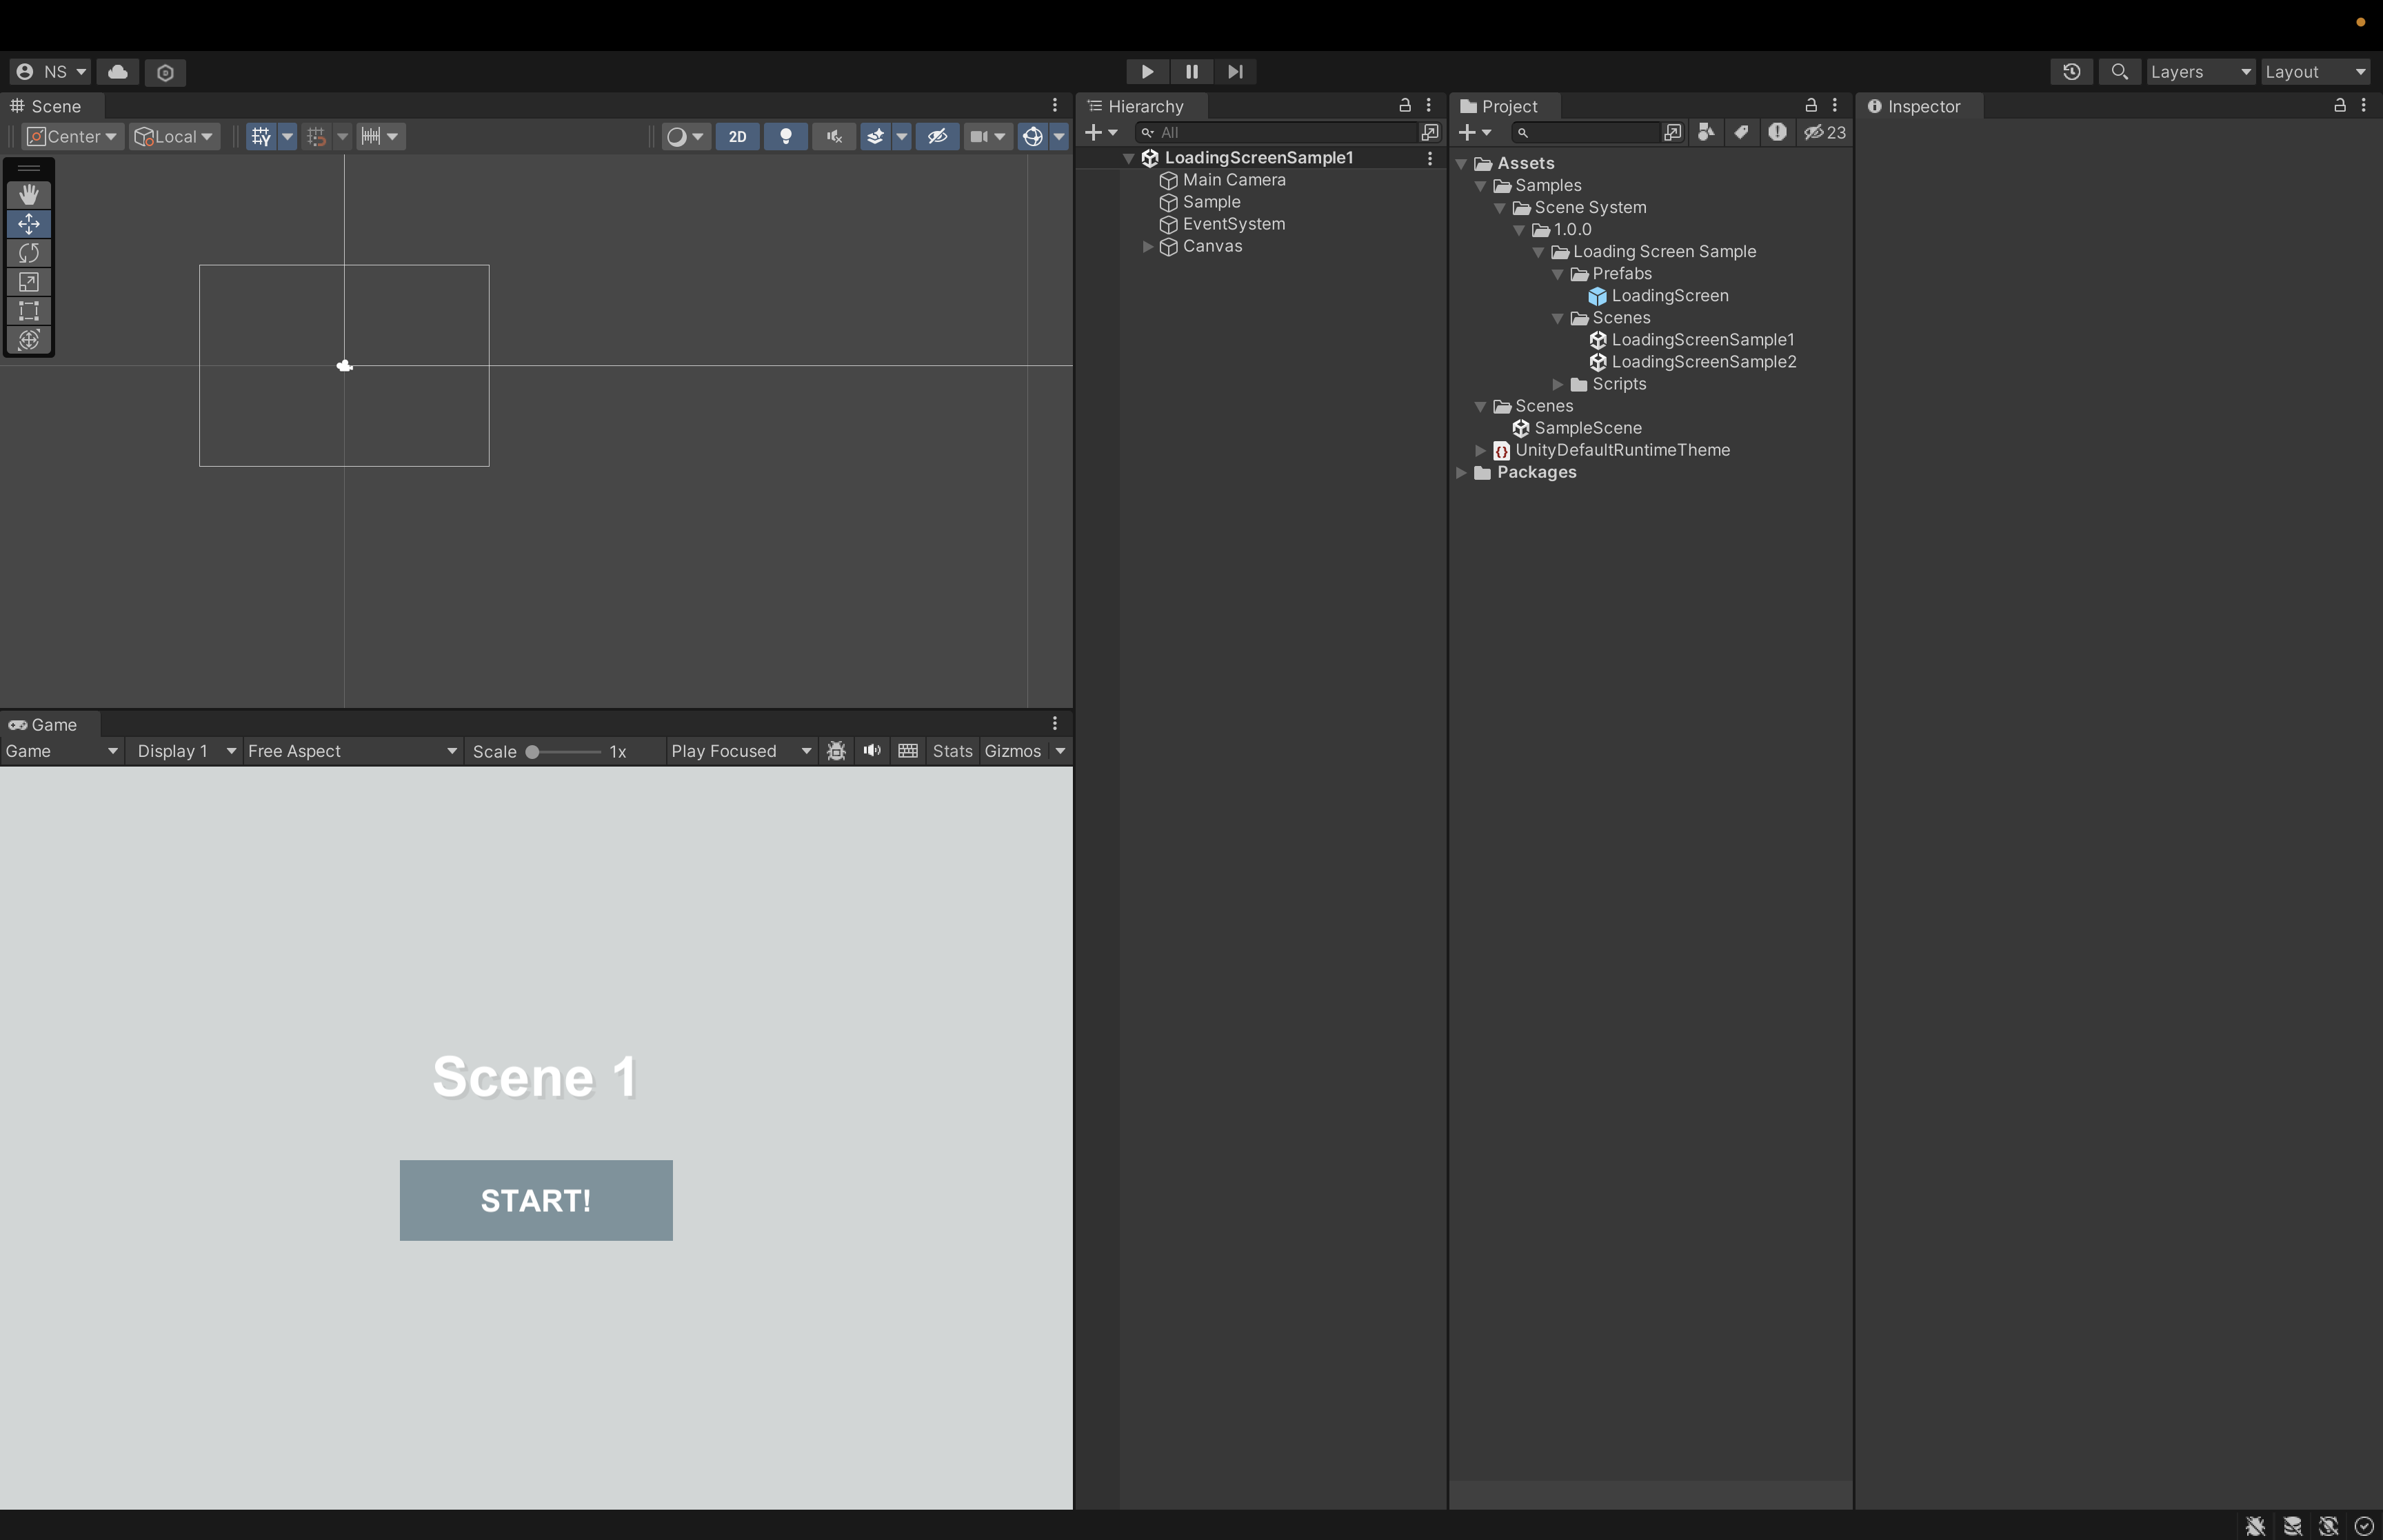 NS
Layers
Layout
Scene
Center
Local
2D
Hierarchy
All
LoadingScreenSample1
Main Camera
Sample
EventSystem
Canvas
Project
23
Assets
Samples
Scene System
1.0.0
Loading Screen Sample
Prefabs
LoadingScreen
Scenes
LoadingScreenSample1
LoadingScreenSample2
Scripts
Scenes
SampleScene
UnityDefaultRuntimeTheme
Packages
Inspector
Game
Game
Display 1
Free Aspect
Scale
1x
Play Focused
Stats
Gizmos
Scene 1
START!